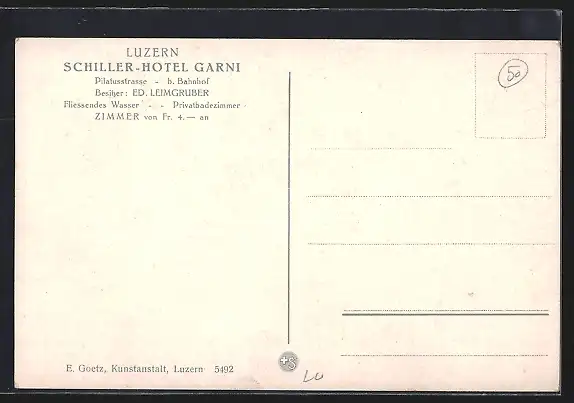 LUZERN
SCHILLER-HOTEL GARNI
Pilatusstrasse - b. Bahnhof
Besitzer: ED. LEIMGRUBER
Fliessendes Wasser - - Privatbadezimmer
ZIMMER von Fr. 4.— an
50
E. Goetz, Kunstanstalt, Luzern 5492
LU